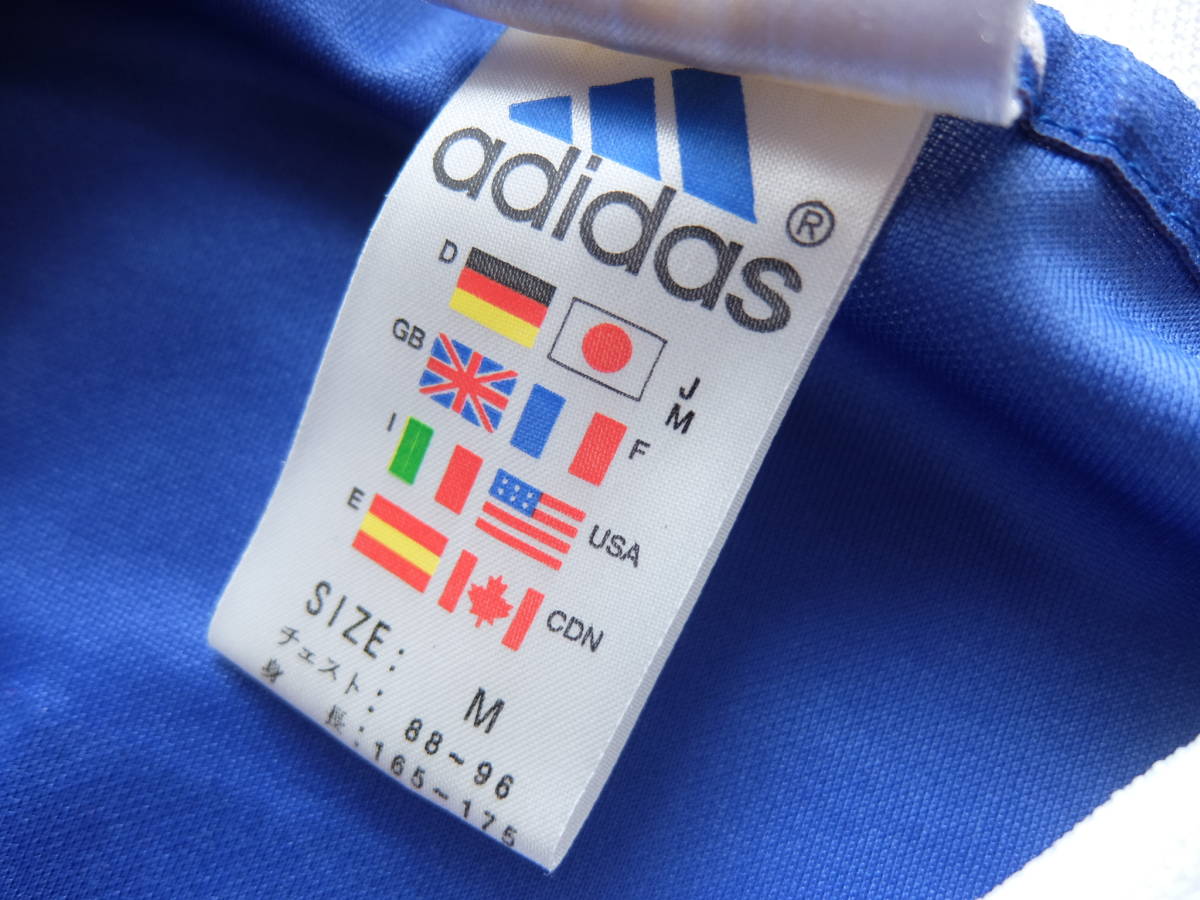 adidas®
D
J
M
GB
F
I
USA
E
CDN
SIZE: M
チェスト: 88~96
身 長: 165~175